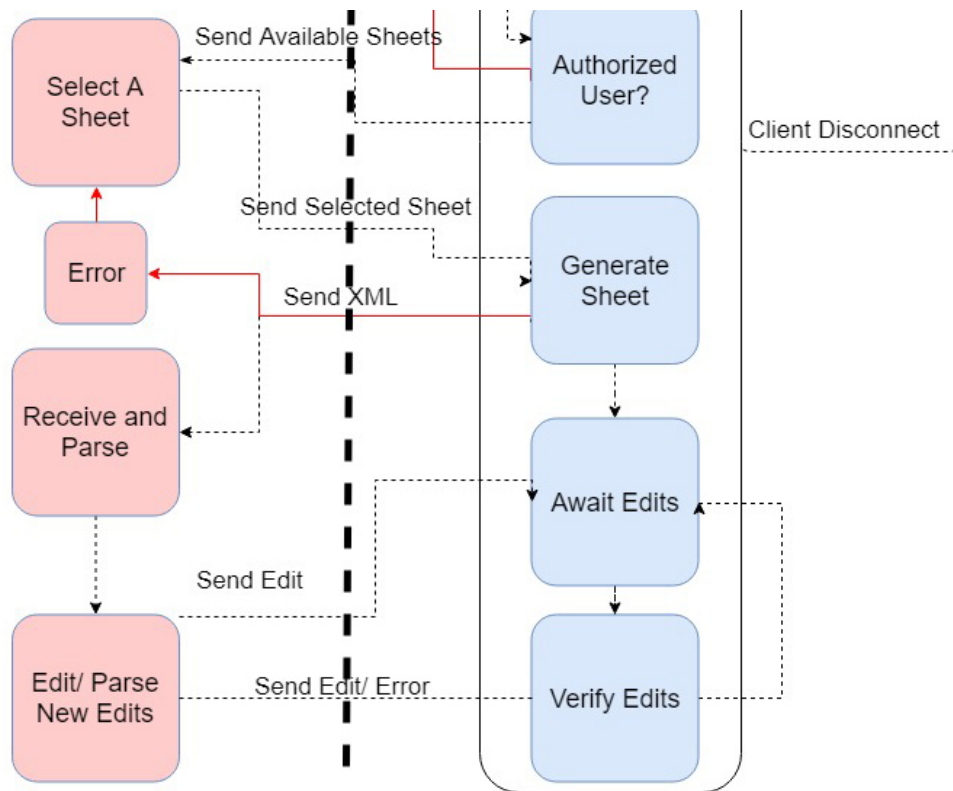 Send Available Sheets
Select A
Sheet
Authorized
User?
Client Disconnect
Send Selected Sheet
Error
Generate
Sheet
Send XML
Receive and
Parse
Await Edits
Send Edit
Edit/ Parse
New Edits
Send Edit/ Error
Verify Edits